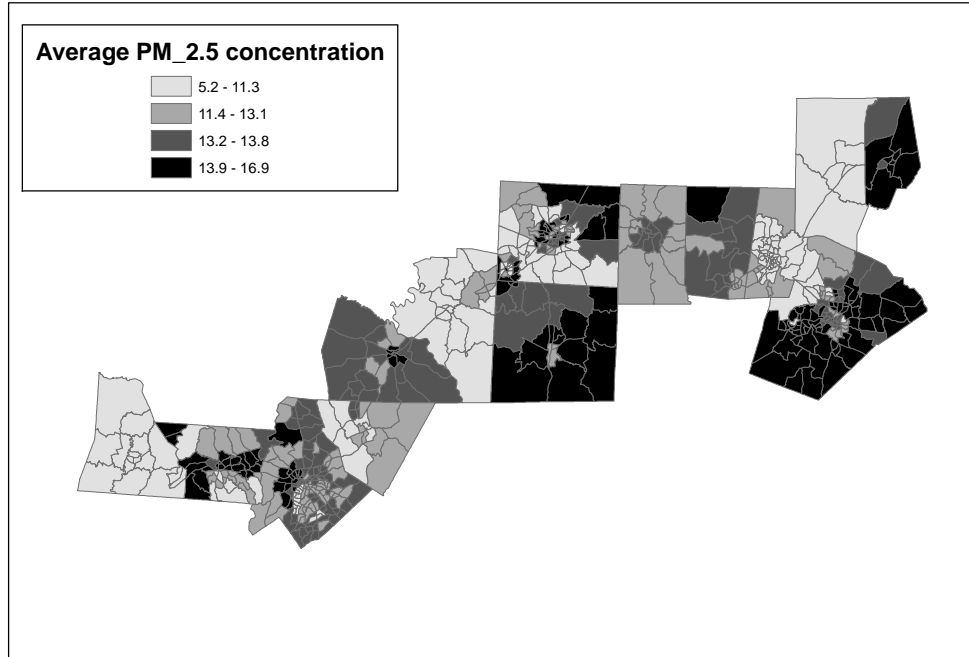 Average PM_2.5 concentration
5.2 - 11.3
11.4 - 13.1
13.2 - 13.8
13.9 - 16.9